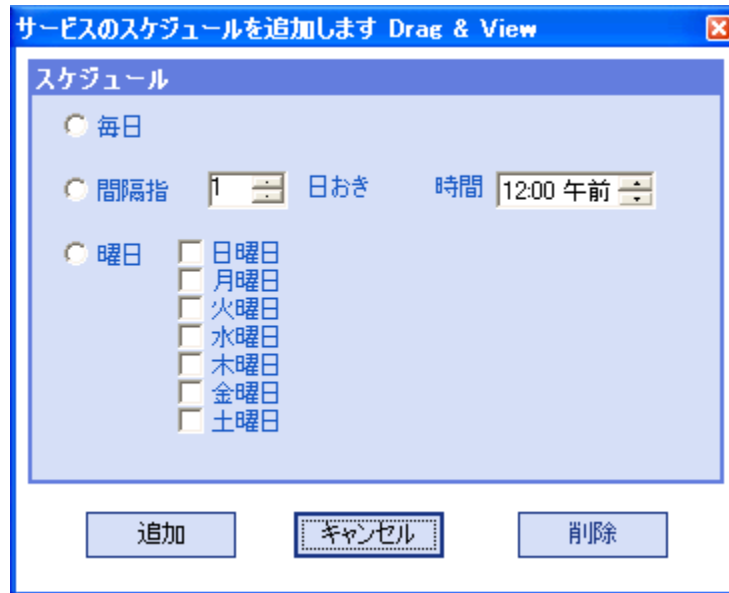 サービスのスケジュールを追加します Drag & View
スケジュール
毎日
間隔指 1 日おき 時間 12:00 午前
曜日 日曜日
月曜日
火曜日
水曜日
木曜日
金曜日
土曜日
追加 キャンセル 削除